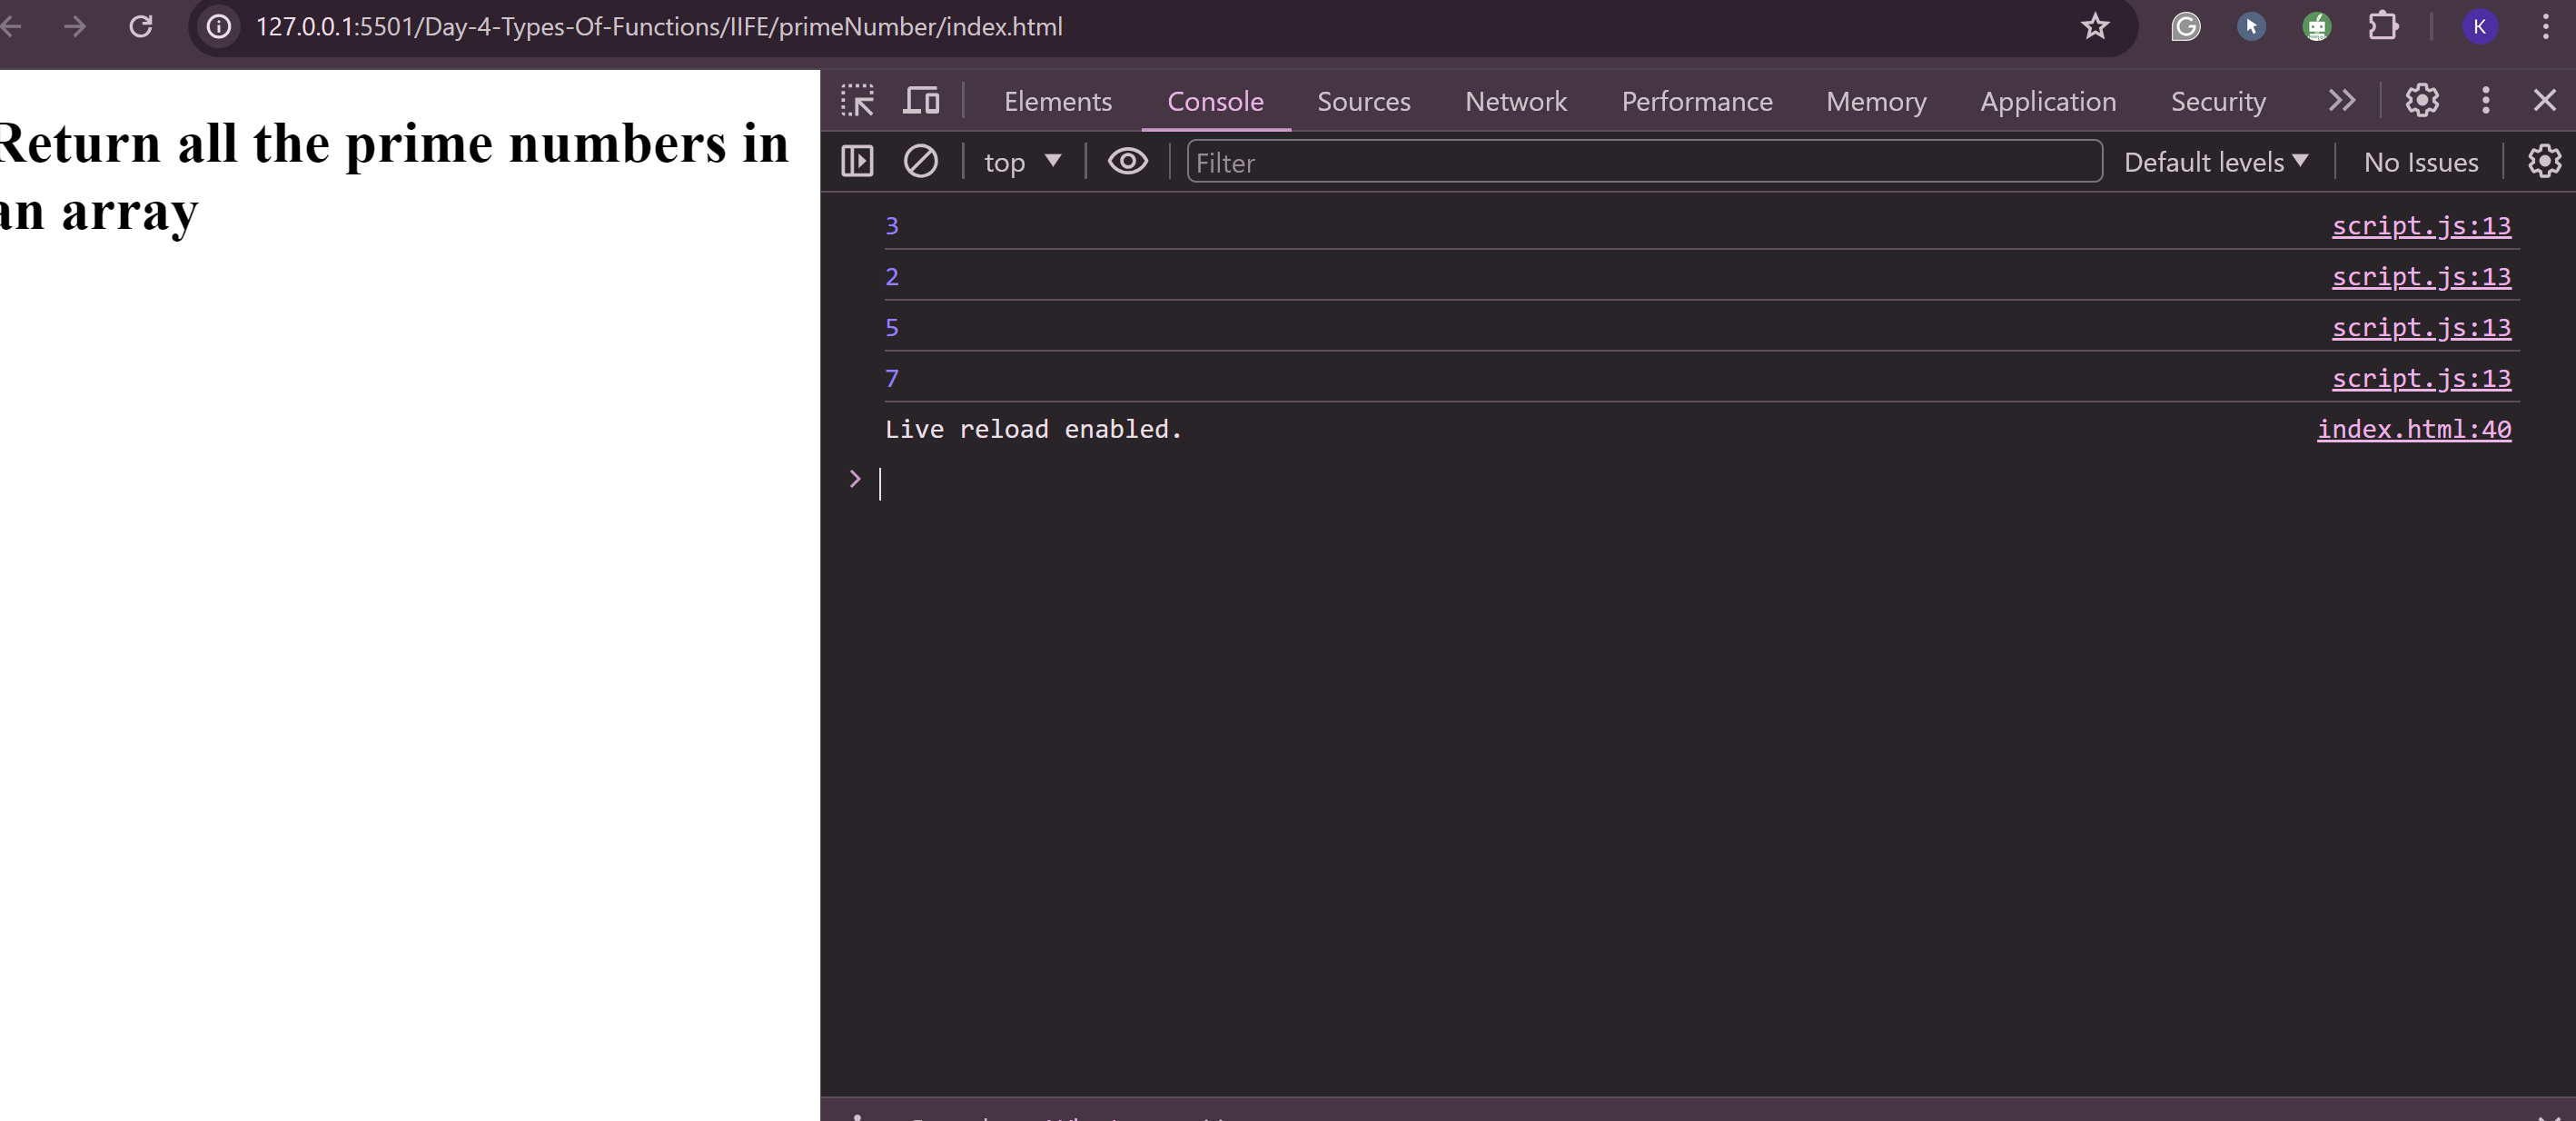 127.0.0.1:5501/Day-4-Types-Of-Functions/IIFE/primeNumber/index.html
K
Return all the prime numbers in
an array
Elements Console Sources Network Performance Memory Application Security
top Filter Default levels No Issues
3 script.js:13
2 script.js:13
5 script.js:13
7 script.js:13
Live reload enabled. index.html:40